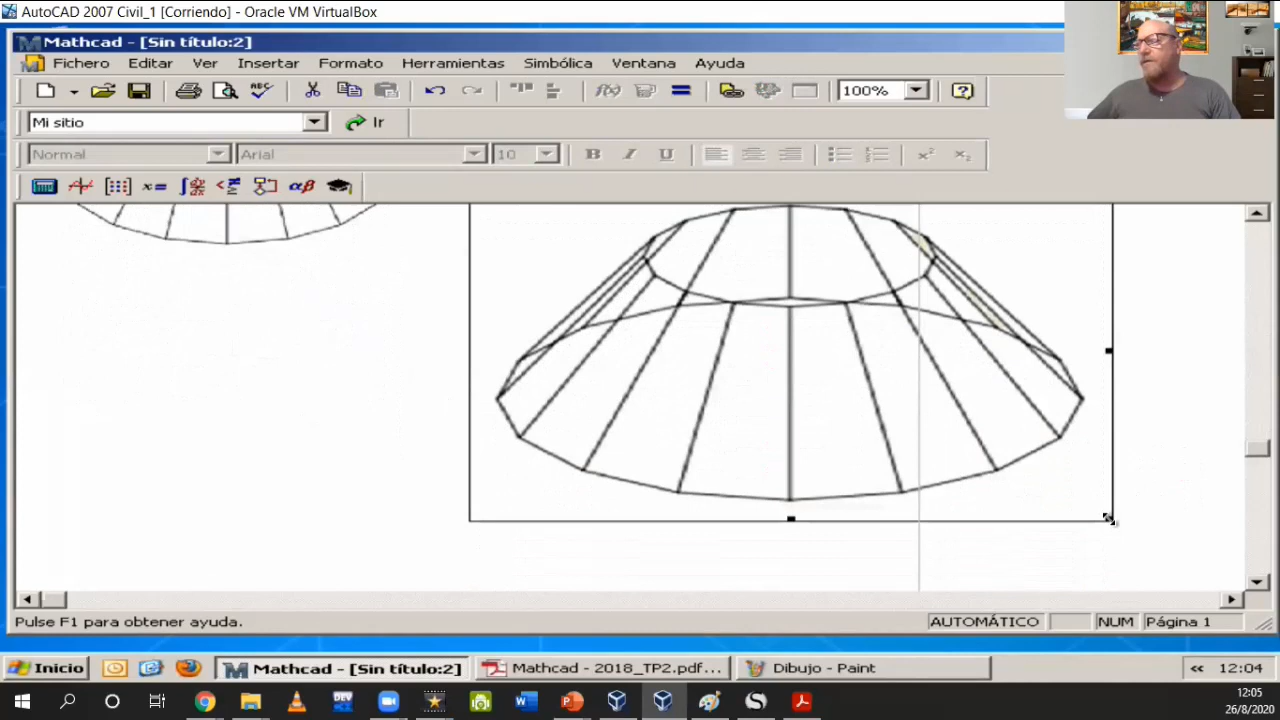 AutoCAD 2007 Civil_1 [Corriendo] - Oracle VM VirtualBox
Mathcad - [Sin título:2]
Fichero Editar Ver Insertar Formato Herramientas Simbólica Ventana Ayuda
100%
Mi sitio Ir
Normal Arial 10 B I U
Pulse F1 para obtener ayuda. AUTOMÁTICO NUM Página 1
Inicio Mathcad - [Sin título:2] Mathcad - 2018_TP2.pdf... Dibujo - Paint 12:04
12:05
26/8/2020